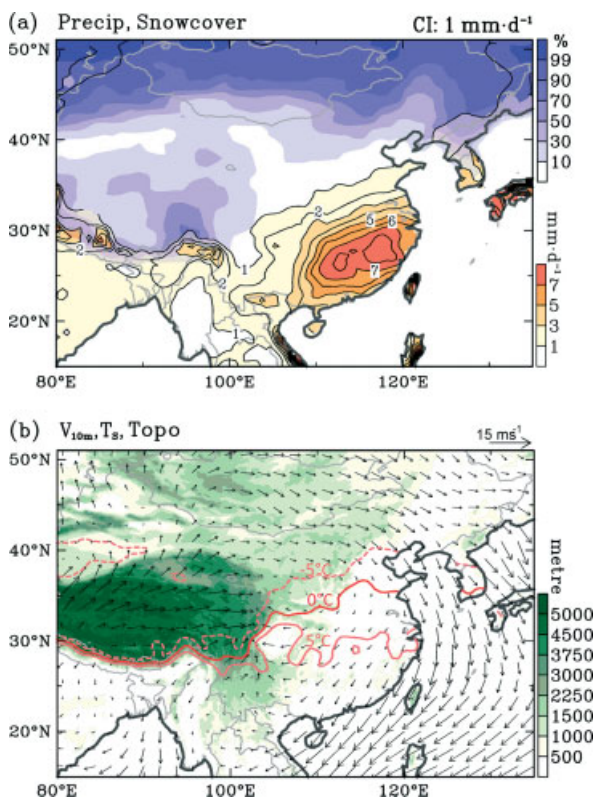 (a) Precip, Snowcover CI: 1 mm·d⁻¹
50°N
40°N
30°N
20°N
80°E 100°E 120°E
%
99
90
70
50
30
10
mm·d⁻¹
7
5
3
1
2
5
6
2
2
1
7
1
(b) V10m, Ts, Topo 15 ms⁻¹
50°N
40°N
30°N
20°N
80°E 100°E 120°E
5°C
0°C
5°C
metre
5000
4500
3750
3000
2250
1500
1000
500